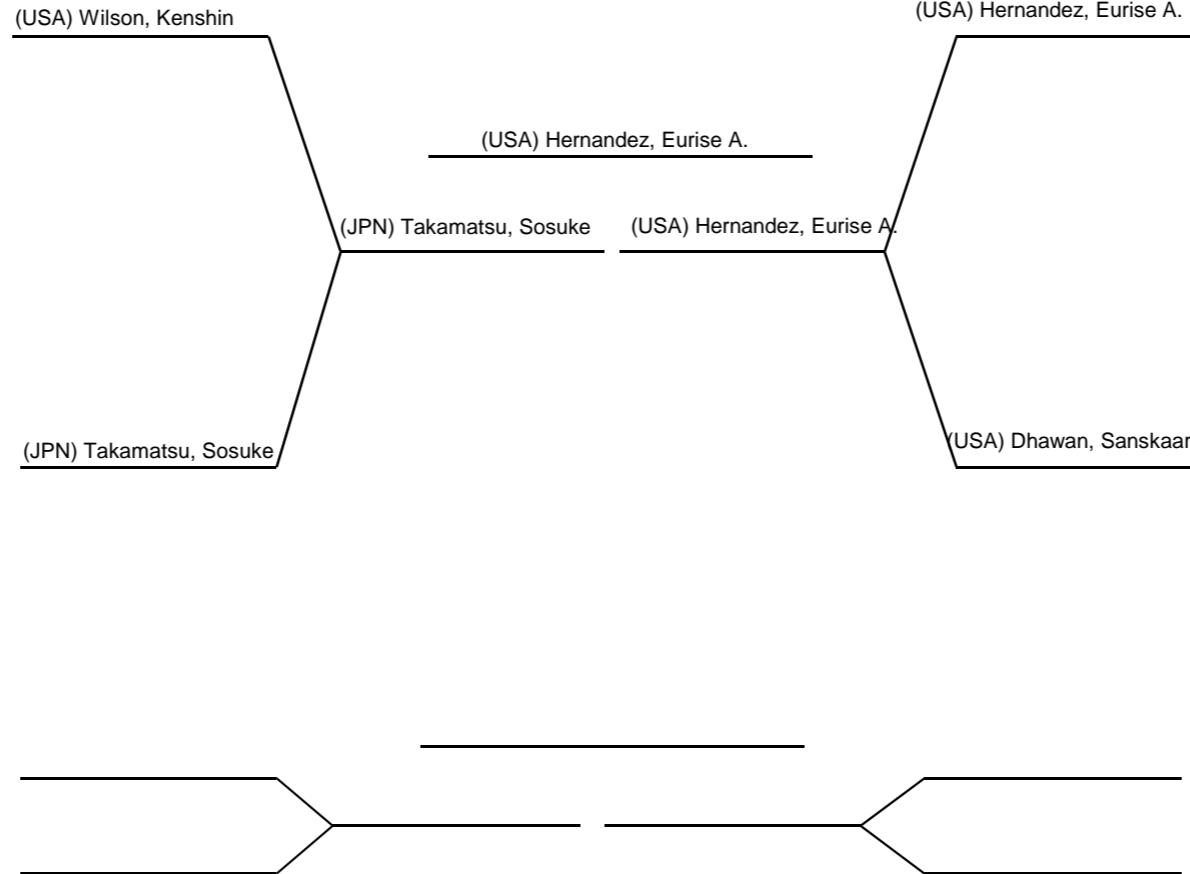 (USA) Wilson, Kenshin
(USA) Hernandez, Eurise A.
(USA) Hernandez, Eurise A.
(JPN) Takamatsu, Sosuke
(USA) Hernandez, Eurise A.
(JPN) Takamatsu, Sosuke
(USA) Dhawan, Sanskaar